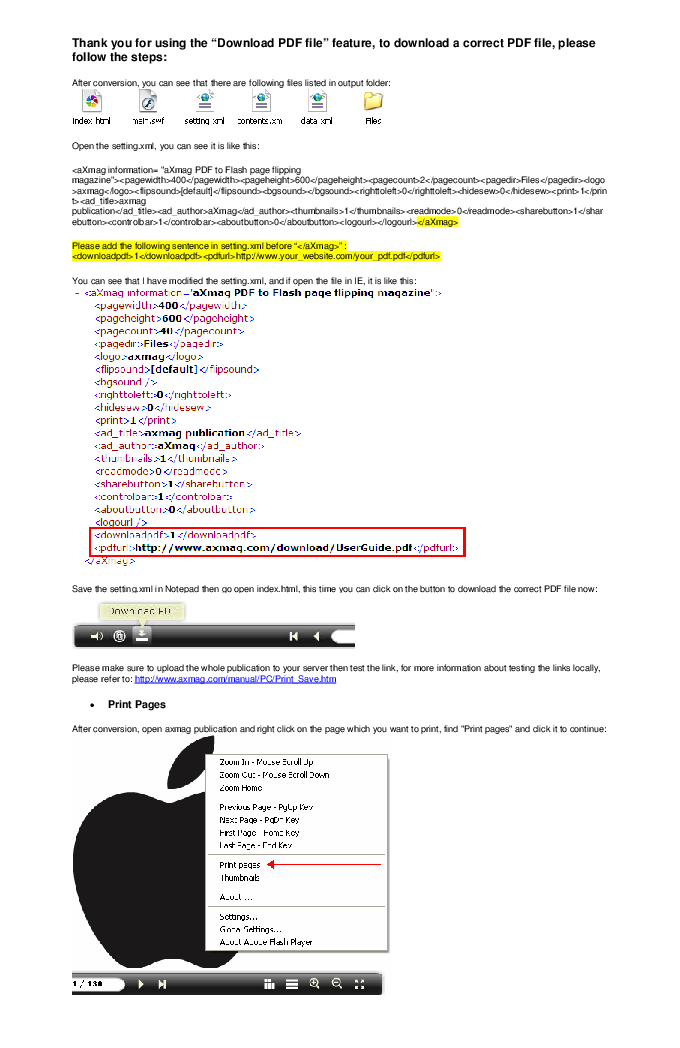 Thank you for using the “Download PDF file” feature, to download a correct PDF file, please
follow the steps:
After conversion, you can see that there are following files listed in output folder:
index.html main.swf setting.xml contents.xm data.xml Files
Open the setting.xml, you can see it is like this:
<aXmag information= "aXmag PDF to Flash page flipping
magazine"><pagewidth>400</pagewidth><pageheight>600</pageheight><pagecount>2</pagecount><pagedir>Files</pagedir><logo
>axmag</logo><flipsound>[default]</flipsound><bgsound></bgsound><righttoleft>0</righttoleft><hidesew>0</hidesew><print>1</prin
t><ad_title>axmag
publication</ad_title><ad_author>aXmag</ad_author><thumbnails>1</thumbnails><readmode>0</readmode><sharebutton>1</shar
ebutton><controlbar>1</controlbar><aboutbutton>0</aboutbutton><logourl></logourl></aXmag>
Please add the following sentence in setting.xml before “</aXmag>” :
<downloadpdf>1</downloadpdf><pdfurl>http://www.your_website.com/your_pdf.pdf</pdfurl>
You can see that I have modified the setting.xml, and if open the file in IE, it is like this:
- <aXmag information="aXmag PDF to Flash page flipping magazine">
<pagewidth>400</pagewidth>
<pageheight>600</pageheight>
<pagecount>40</pagecount>
<pagedir>Files</pagedir>
<logo>axmag</logo>
<flipsound>[default]</flipsound>
<bgsound />
<righttoleft>0</righttoleft>
<hidesew>0</hidesew>
<print>1</print>
<ad_title>axmag publication</ad_title>
<ad_author>aXmag</ad_author>
<thumbnails>1</thumbnails>
<readmode>0</readmode>
<sharebutton>1</sharebutton>
<controlbar>1</controlbar>
<aboutbutton>0</aboutbutton>
<logourl />
<downloadpdf>1</downloadpdf>
<pdfurl>http://www.axmag.com/download/UserGuide.pdf</pdfurl>
</aXmag>
Save the setting.xml in Notepad then go open index.html, this time you can click on the button to download the correct PDF file now:
Download PDF
Please make sure to upload the whole publication to your server then test the link, for more information about testing the links locally,
please refer to: http://www.axmag.com/manual/PC/Print_Save.htm
• Print Pages
After conversion, open axmag publication and right click on the page which you want to print, find "Print pages" and click it to continue:
Zoom In - Mouse Scroll Up
Zoom Out - Mouse Scroll Down
Zoom Home
Previous Page - PgUp Key
Next Page - PgDn Key
First Page - Home Key
Last Page - End Key
Print pages
Thumbnails
About ...
Settings...
Global Settings...
About Adobe Flash Player
1 / 130